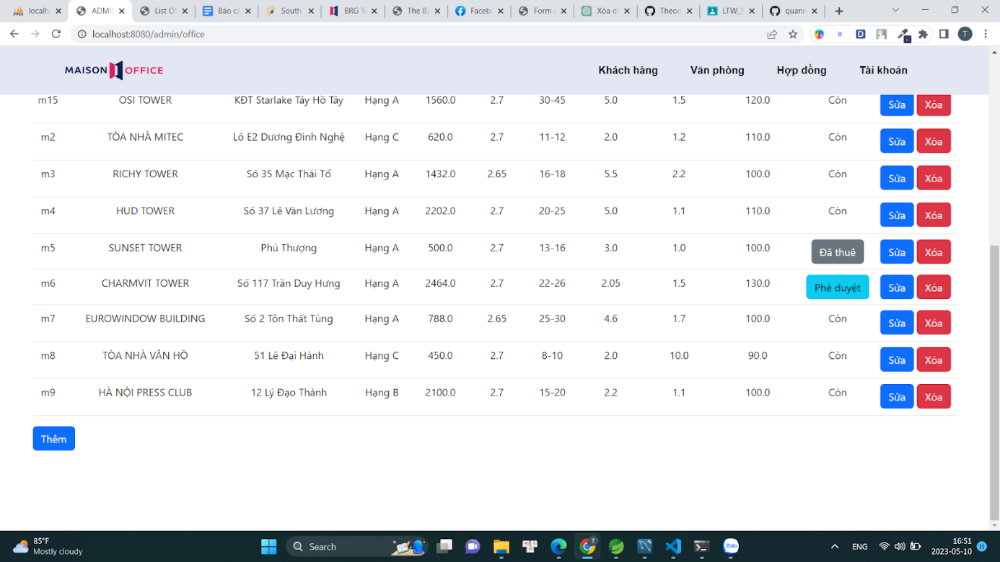 localh ADMI List Of Báo cá South BRG T The Ba Faceb Form Xóa d Theod LTW_ quanr
localhost:8080/admin/office
MAISON OFFICE Khách hàng Văn phòng Hợp đồng Tài khoản
m15 OSI TOWER KĐT Starlake Tây Hồ Tây Hạng A 1560.0 2.7 30-45 5.0 1.5 120.0 Còn Sửa Xóa
m2 TÒA NHÀ MITEC Lô E2 Dương Đình Nghệ Hạng C 620.0 2.7 11-12 2.0 1.2 110.0 Còn Sửa Xóa
m3 RICHY TOWER Số 35 Mạc Thái Tổ Hạng A 1432.0 2.65 16-18 5.5 2.2 100.0 Còn Sửa Xóa
m4 HUD TOWER Số 37 Lê Văn Lương Hạng A 2202.0 2.7 20-25 5.0 1.1 110.0 Còn Sửa Xóa
m5 SUNSET TOWER Phú Thượng Hạng A 500.0 2.7 13-16 3.0 1.0 100.0 Đã thuê Sửa Xóa
m6 CHARMVIT TOWER Số 117 Trần Duy Hưng Hạng A 2464.0 2.7 22-26 2.05 1.5 130.0 Phê duyệt Sửa Xóa
m7 EUROWINDOW BUILDING Số 2 Tôn Thất Tùng Hạng A 788.0 2.65 25-30 4.6 1.7 100.0 Còn Sửa Xóa
m8 TÒA NHÀ VÂN HỒ 51 Lê Đại Hành Hạng C 450.0 2.7 8-10 2.0 10.0 90.0 Còn Sửa Xóa
m9 HÀ NỘI PRESS CLUB 12 Lý Đạo Thành Hạng B 2100.0 2.7 15-20 2.2 1.1 100.0 Còn Sửa Xóa
Thêm
85°F
Mostly cloudy
Search
ENG
16:51
2023-05-10